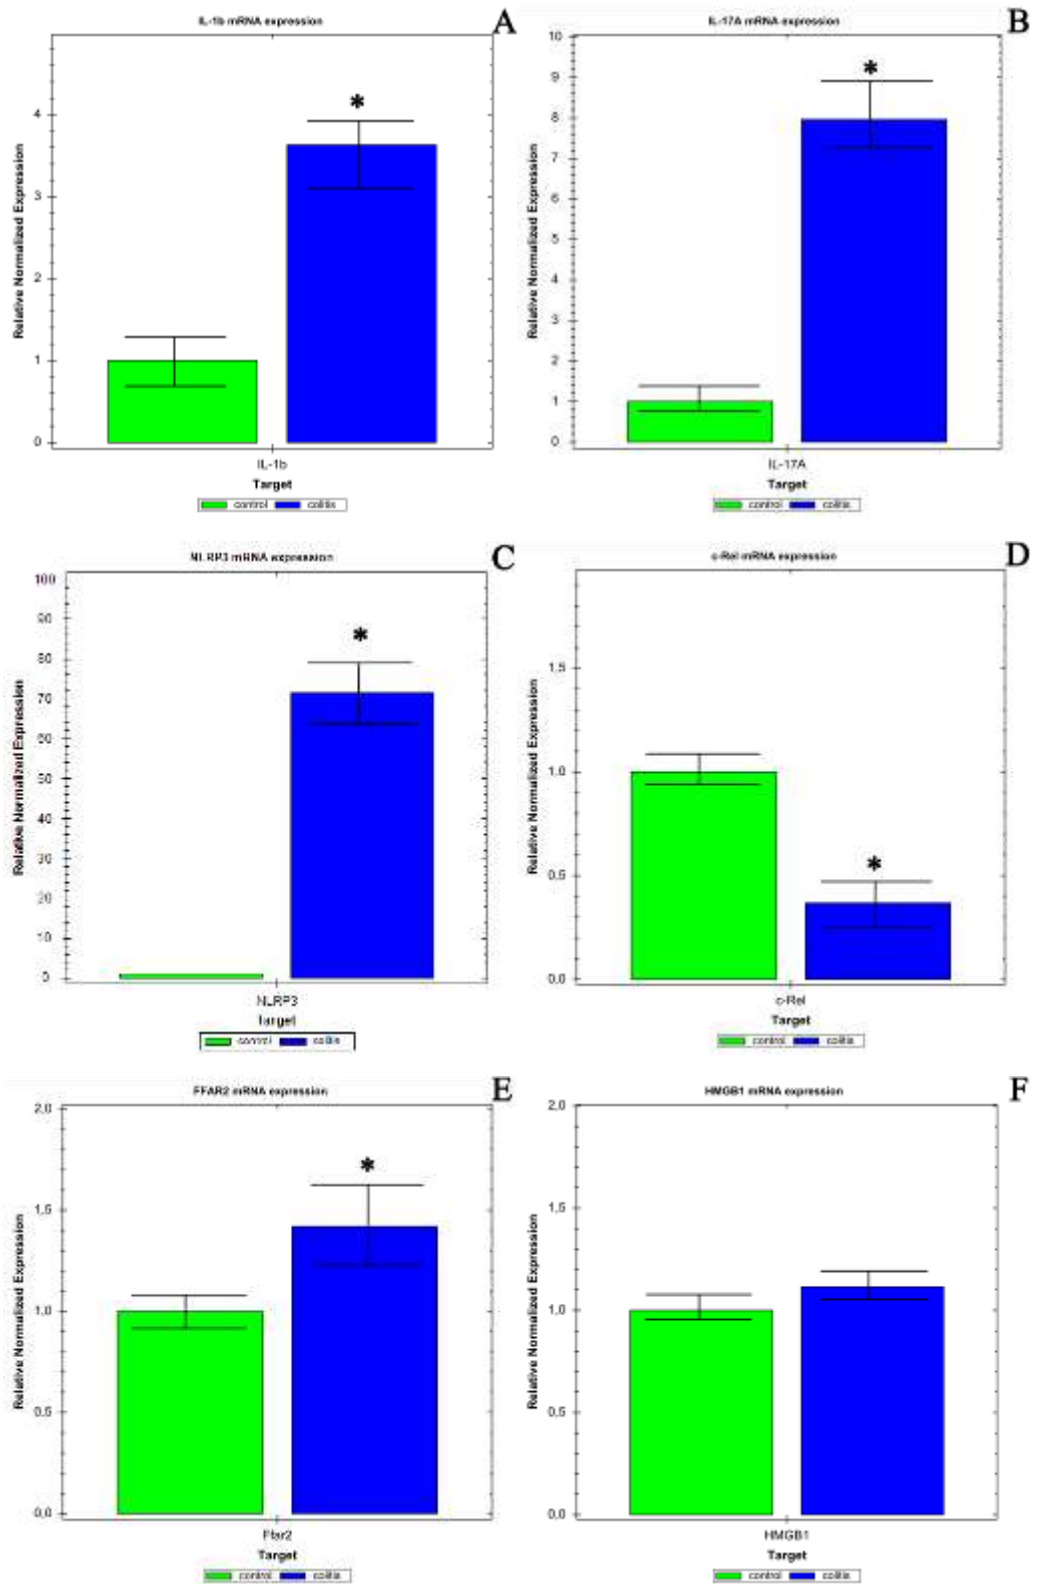 IL-1b mRNA expression
A
Relative Normalized Expression
4
3
2
1
0
IL-1b
Target
control colitis
IL-17A mRNA expression
B
Relative Normalized Expression
10
9
8
7
6
5
4
3
2
1
0
IL-17A
Target
control colitis
NLRP3 mRNA expression
C
Relative Normalized Expression
100
90
80
70
60
50
40
30
20
10
0
NLRP3
Target
control colitis
c-Rel mRNA expression
D
Relative Normalized Expression
1.5
1.0
0.5
0.0
c-Rel
Target
control colitis
FFAR2 mRNA expression
E
Relative Normalized Expression
2.0
1.5
1.0
0.5
0.0
Ffar2
Target
control colitis
HMGB1 mRNA expression
F
Relative Normalized Expression
2.0
1.5
1.0
0.5
0.0
HMGB1
Target
control colitis
*
*
*
*
*